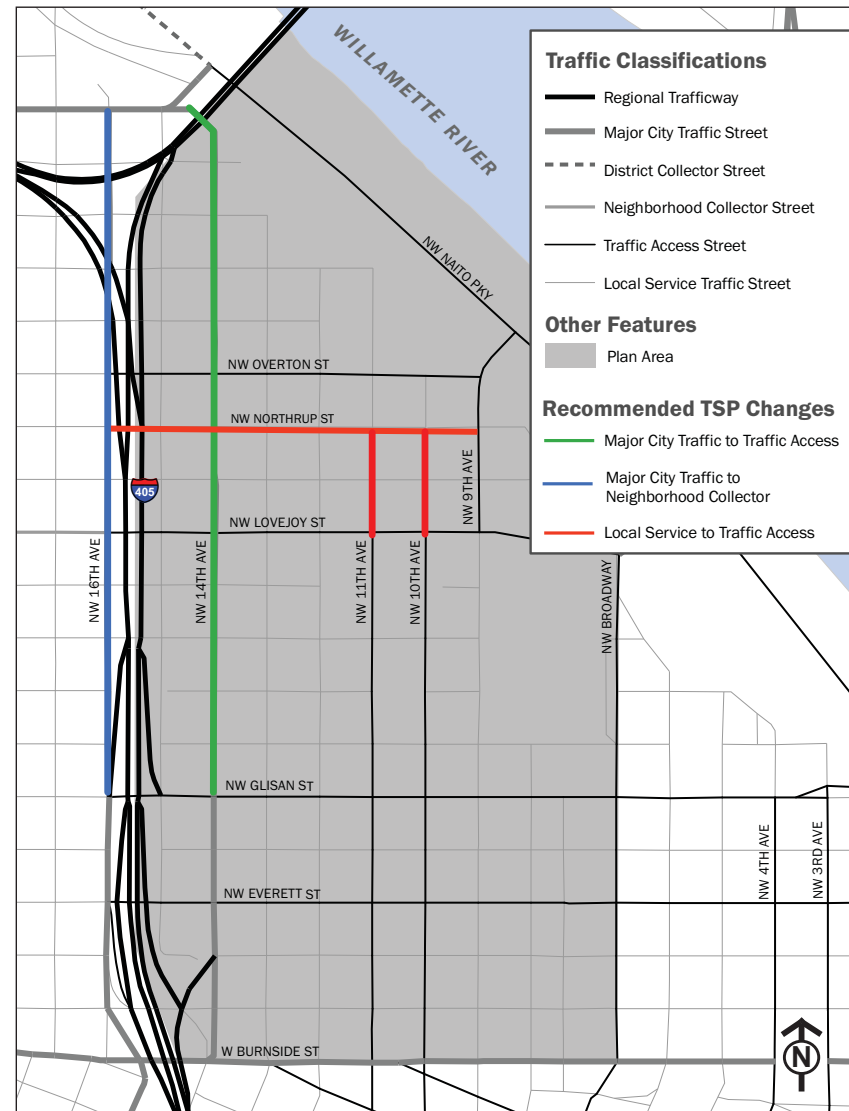 WILLAMETTE RIVER
Traffic Classifications
Regional Trafficway
Major City Traffic Street
District Collector Street
Neighborhood Collector Street
Traffic Access Street
Local Service Traffic Street
Other Features
Plan Area
Recommended TSP Changes
Major City Traffic to Traffic Access
Major City Traffic to
Neighborhood Collector
Local Service to Traffic Access
NW NAITO PKY
NW OVERTON ST
NW NORTHRUP ST
NW 9TH AVE
405
NW LOVEJOY ST
NW 16TH AVE
NW 14TH AVE
NW 11TH AVE
NW 10TH AVE
NW BROADWAY
NW GLISAN ST
NW 4TH AVE
NW 3RD AVE
NW EVERETT ST
W BURNSIDE ST
N